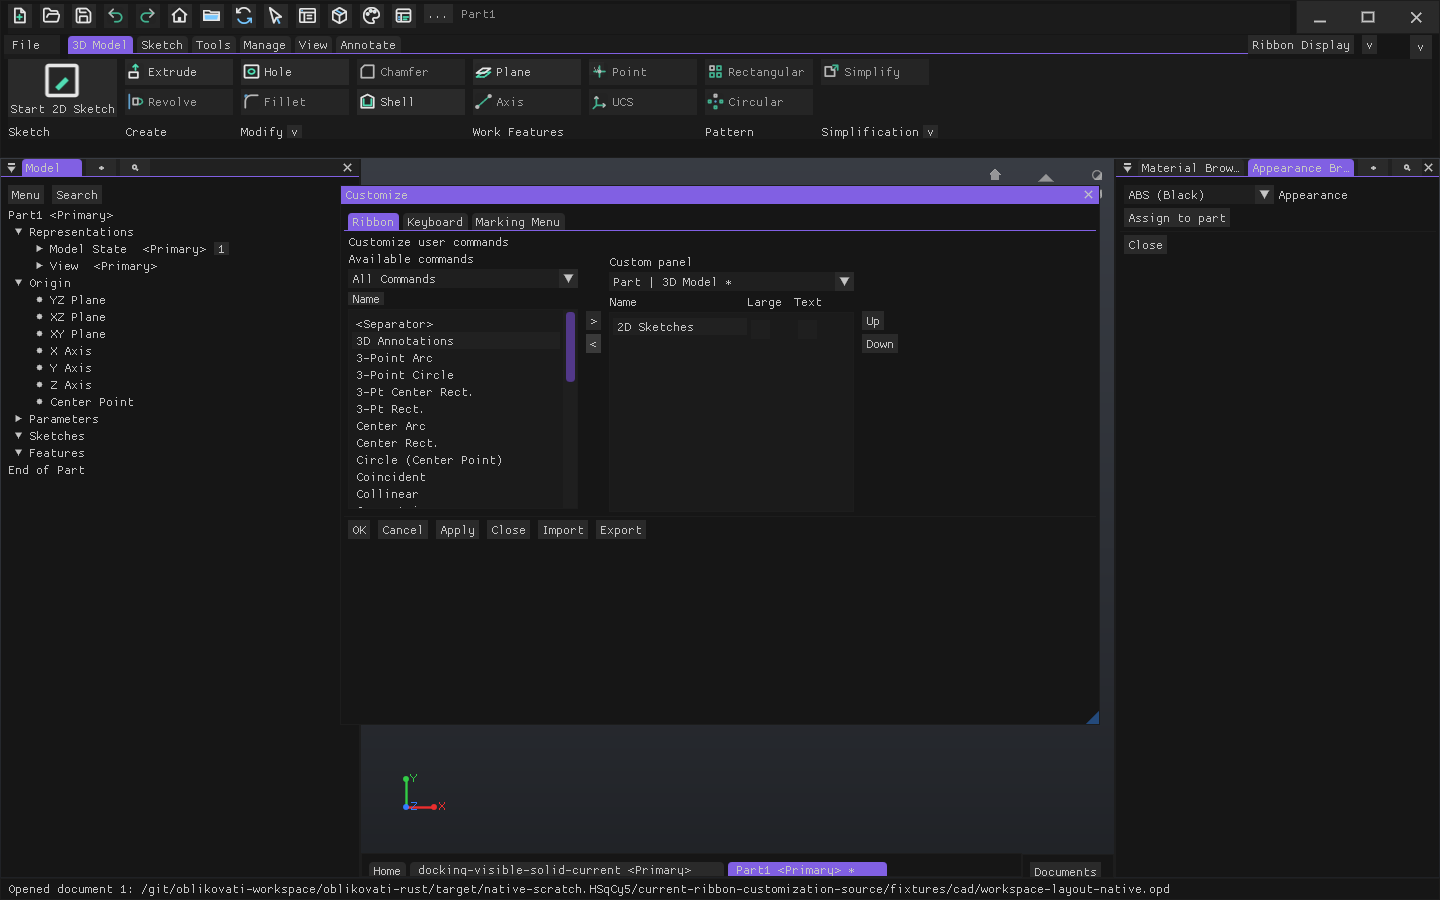 ... Part1
File 3D Model Sketch Tools Manage View Annotate Ribbon Display v v
Start 2D Sketch
Extrude Hole Chamfer Plane Point Rectangular Simplify
Revolve Fillet Shell Axis UCS Circular
Sketch Create Modify v Work Features Pattern Simplification v
Model
Menu Search
Part1 <Primary>
Representations
Model State <Primary> 1
View <Primary>
Origin
YZ Plane
XZ Plane
XY Plane
X Axis
Y Axis
Z Axis
Center Point
Parameters
Sketches
Features
End of Part
Customize
Ribbon Keyboard Marking Menu
Customize user commands
Available commands
All Commands
Name
<Separator>
3D Annotations
3-Point Arc
3-Point Circle
3-Pt Center Rect.
3-Pt Rect.
Center Arc
Center Rect.
Circle (Center Point)
Coincident
Collinear
>
<
Custom panel
Part | 3D Model *
Name Large Text
2D Sketches
Up
Down
OK Cancel Apply Close Import Export
Material Brow... Appearance Br...
ABS (Black) Appearance
Assign to part
Close
Y
Z X
Home docking-visible-solid-current <Primary> Part1 <Primary> * Documents
Opened document 1: /git/oblikovati-workspace/oblikovati-rust/target/native-scratch.HSqCy5/current-ribbon-customization-source/fixtures/cad/workspace-layout-native.opd